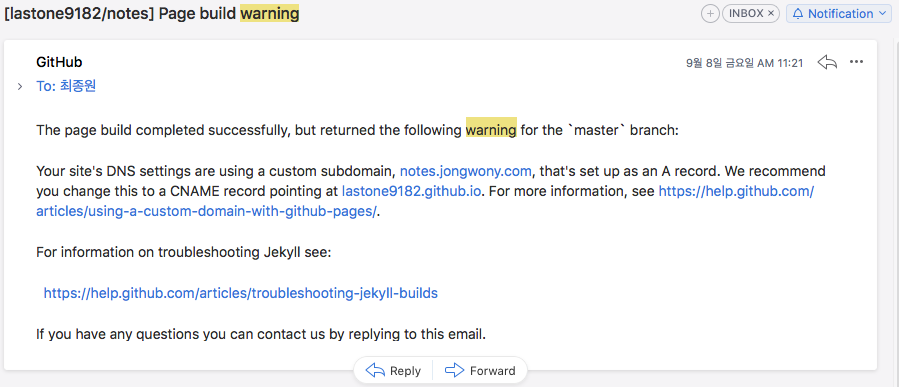 [lastone9182/notes] Page build warning
INBOX ×
Notification
GitHub
9월 8일 금요일 AM 11:21
To: 최종원
The page build completed successfully, but returned the following warning for the `master` branch:
Your site's DNS settings are using a custom subdomain, notes.jongwony.com, that's set up as an A record. We recommend
you change this to a CNAME record pointing at lastone9182.github.io. For more information, see https://help.github.com/
articles/using-a-custom-domain-with-github-pages/.
For information on troubleshooting Jekyll see:
https://help.github.com/articles/troubleshooting-jekyll-builds
If you have any questions you can contact us by replying to this email.
Reply
Forward